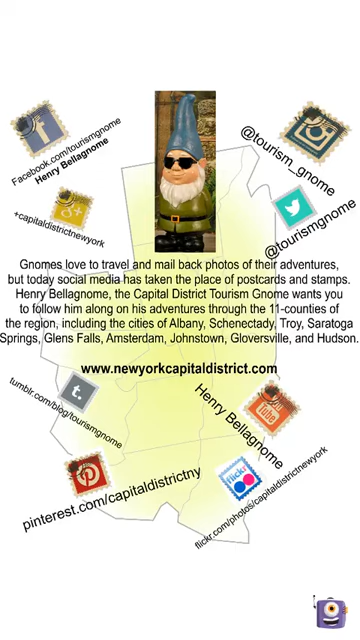 Facebook.com/tourismgnome
Henry Bellagnome
@tourism_gnome
+capitaldistrictnewyork
@tourismgnome
Gnomes love to travel and mail back photos of their adventures,
but today social media has taken the place of postcards and stamps.
Henry Bellagnome, the Capital District Tourism Gnome wants you
to follow him along on his adventures through the 11-counties of
the region, including the cities of Albany, Schenectady, Troy, Saratoga
Springs, Glens Falls, Amsterdam, Johnstown, Gloversville, and Hudson.
www.newyorkcapitaldistrict.com
t.
tumblr.com/blog/tourismgnome
You
Tube
Henry Bellagnome
pinterest.com/capitaldistrictny
flickr
flickr.com/photos/capitaldistrictnewyork